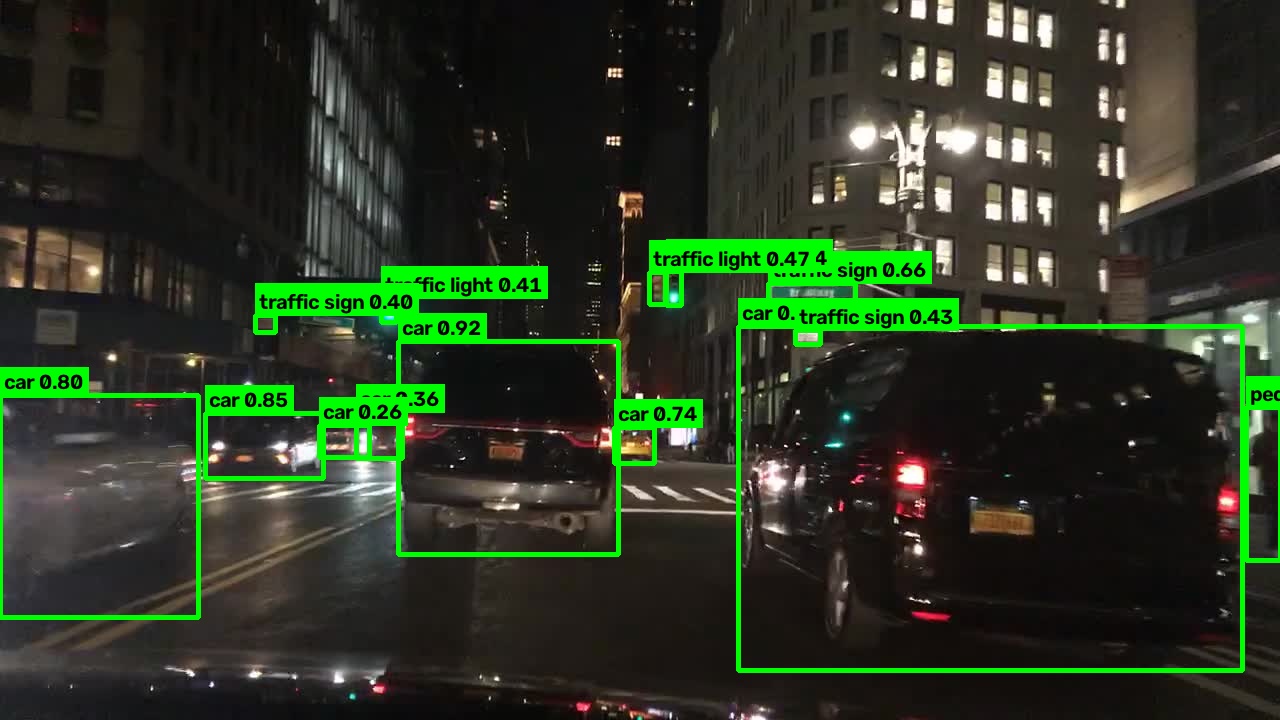 traffic light 0.47 4
traffic sign 0.66
traffic light 0.41
traffic sign 0.40
car 0.
traffic sign 0.43
car 0.92
car 0.80
car 0.85
0.36
car 0.26
car 0.74
ped